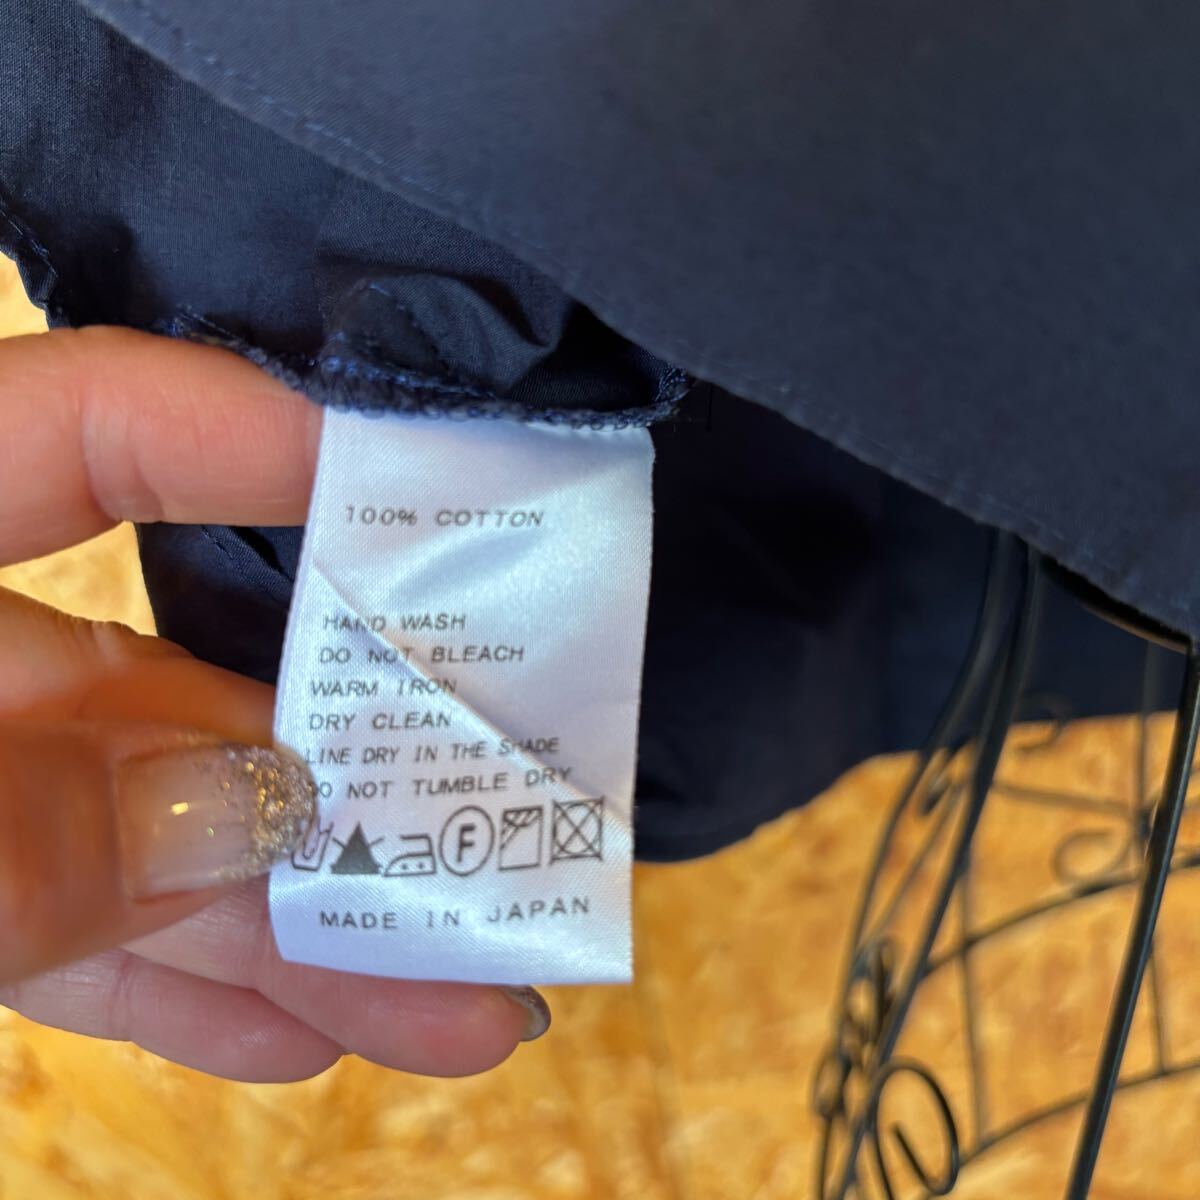 100% COTTON
HAND WASH
DO NOT BLEACH
WARM IRON
DRY CLEAN
LINE DRY IN THE SHADE
DO NOT TUMBLE DRY
F
MADE IN JAPAN